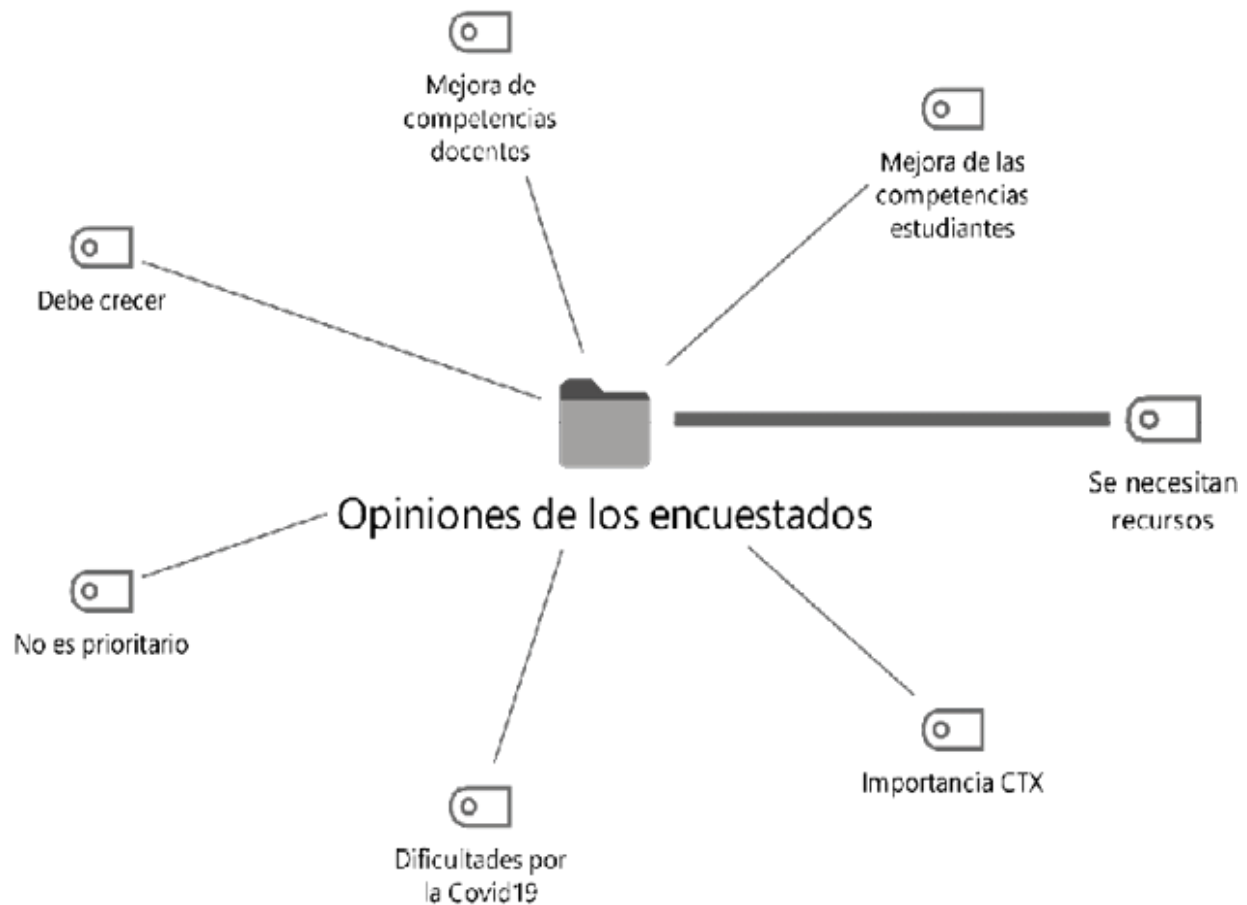 Mejora de
competencias
docentes
Mejora de las
competencias
estudiantes
Debe crecer
Se necesitan
recursos
Opiniones de los encuestados
No es prioritario
Importancia CTX
Dificultades por
la Covid19